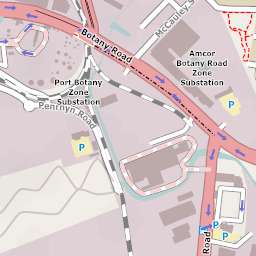 Botany Road
McCauley S
Amcor
Botany Road
Zone
Substation
P
Port Botany
Zone
Substation
Penrhyn Road
P
P
P
Road